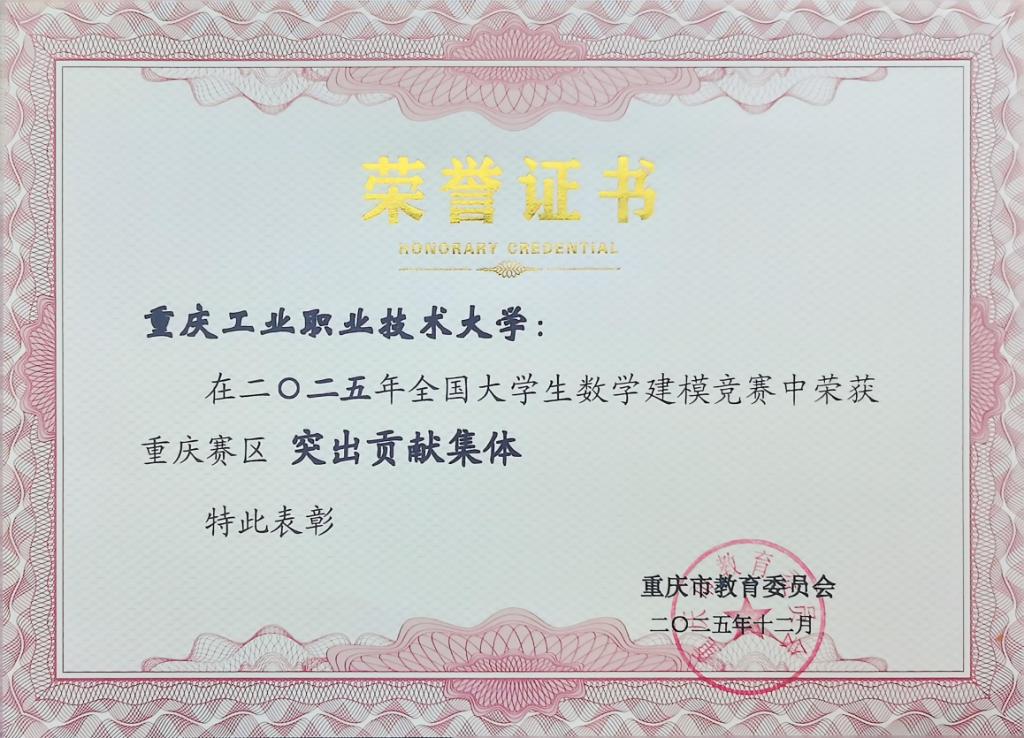 荣誉证书
HONORARY CREDENTIAL
重庆工业职业技术大学：
在二〇二五年全国大学生数学建模竞赛中荣获
重庆赛区 突出贡献集体
特此表彰
重庆市教育委员会
二〇二五年十二月